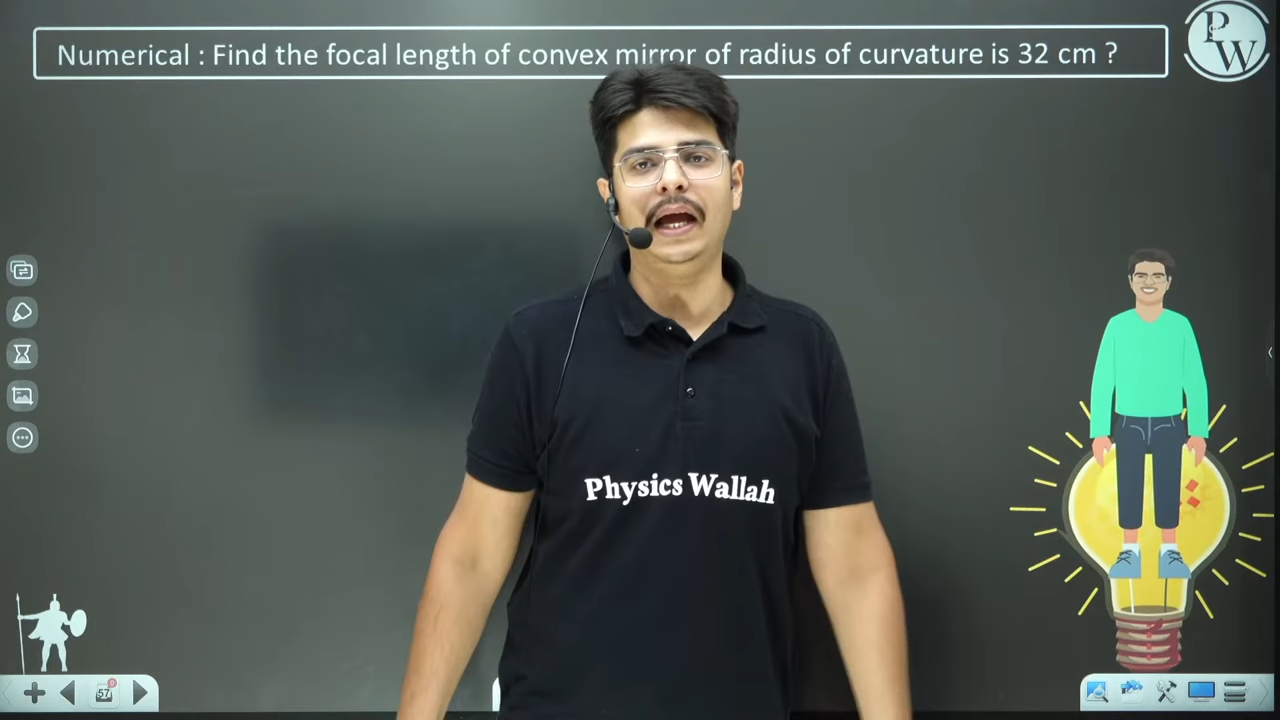 Numerical : Find the focal length of convex mirror of radius of curvature is 32 cm ?
PW
Physics Wallah
57